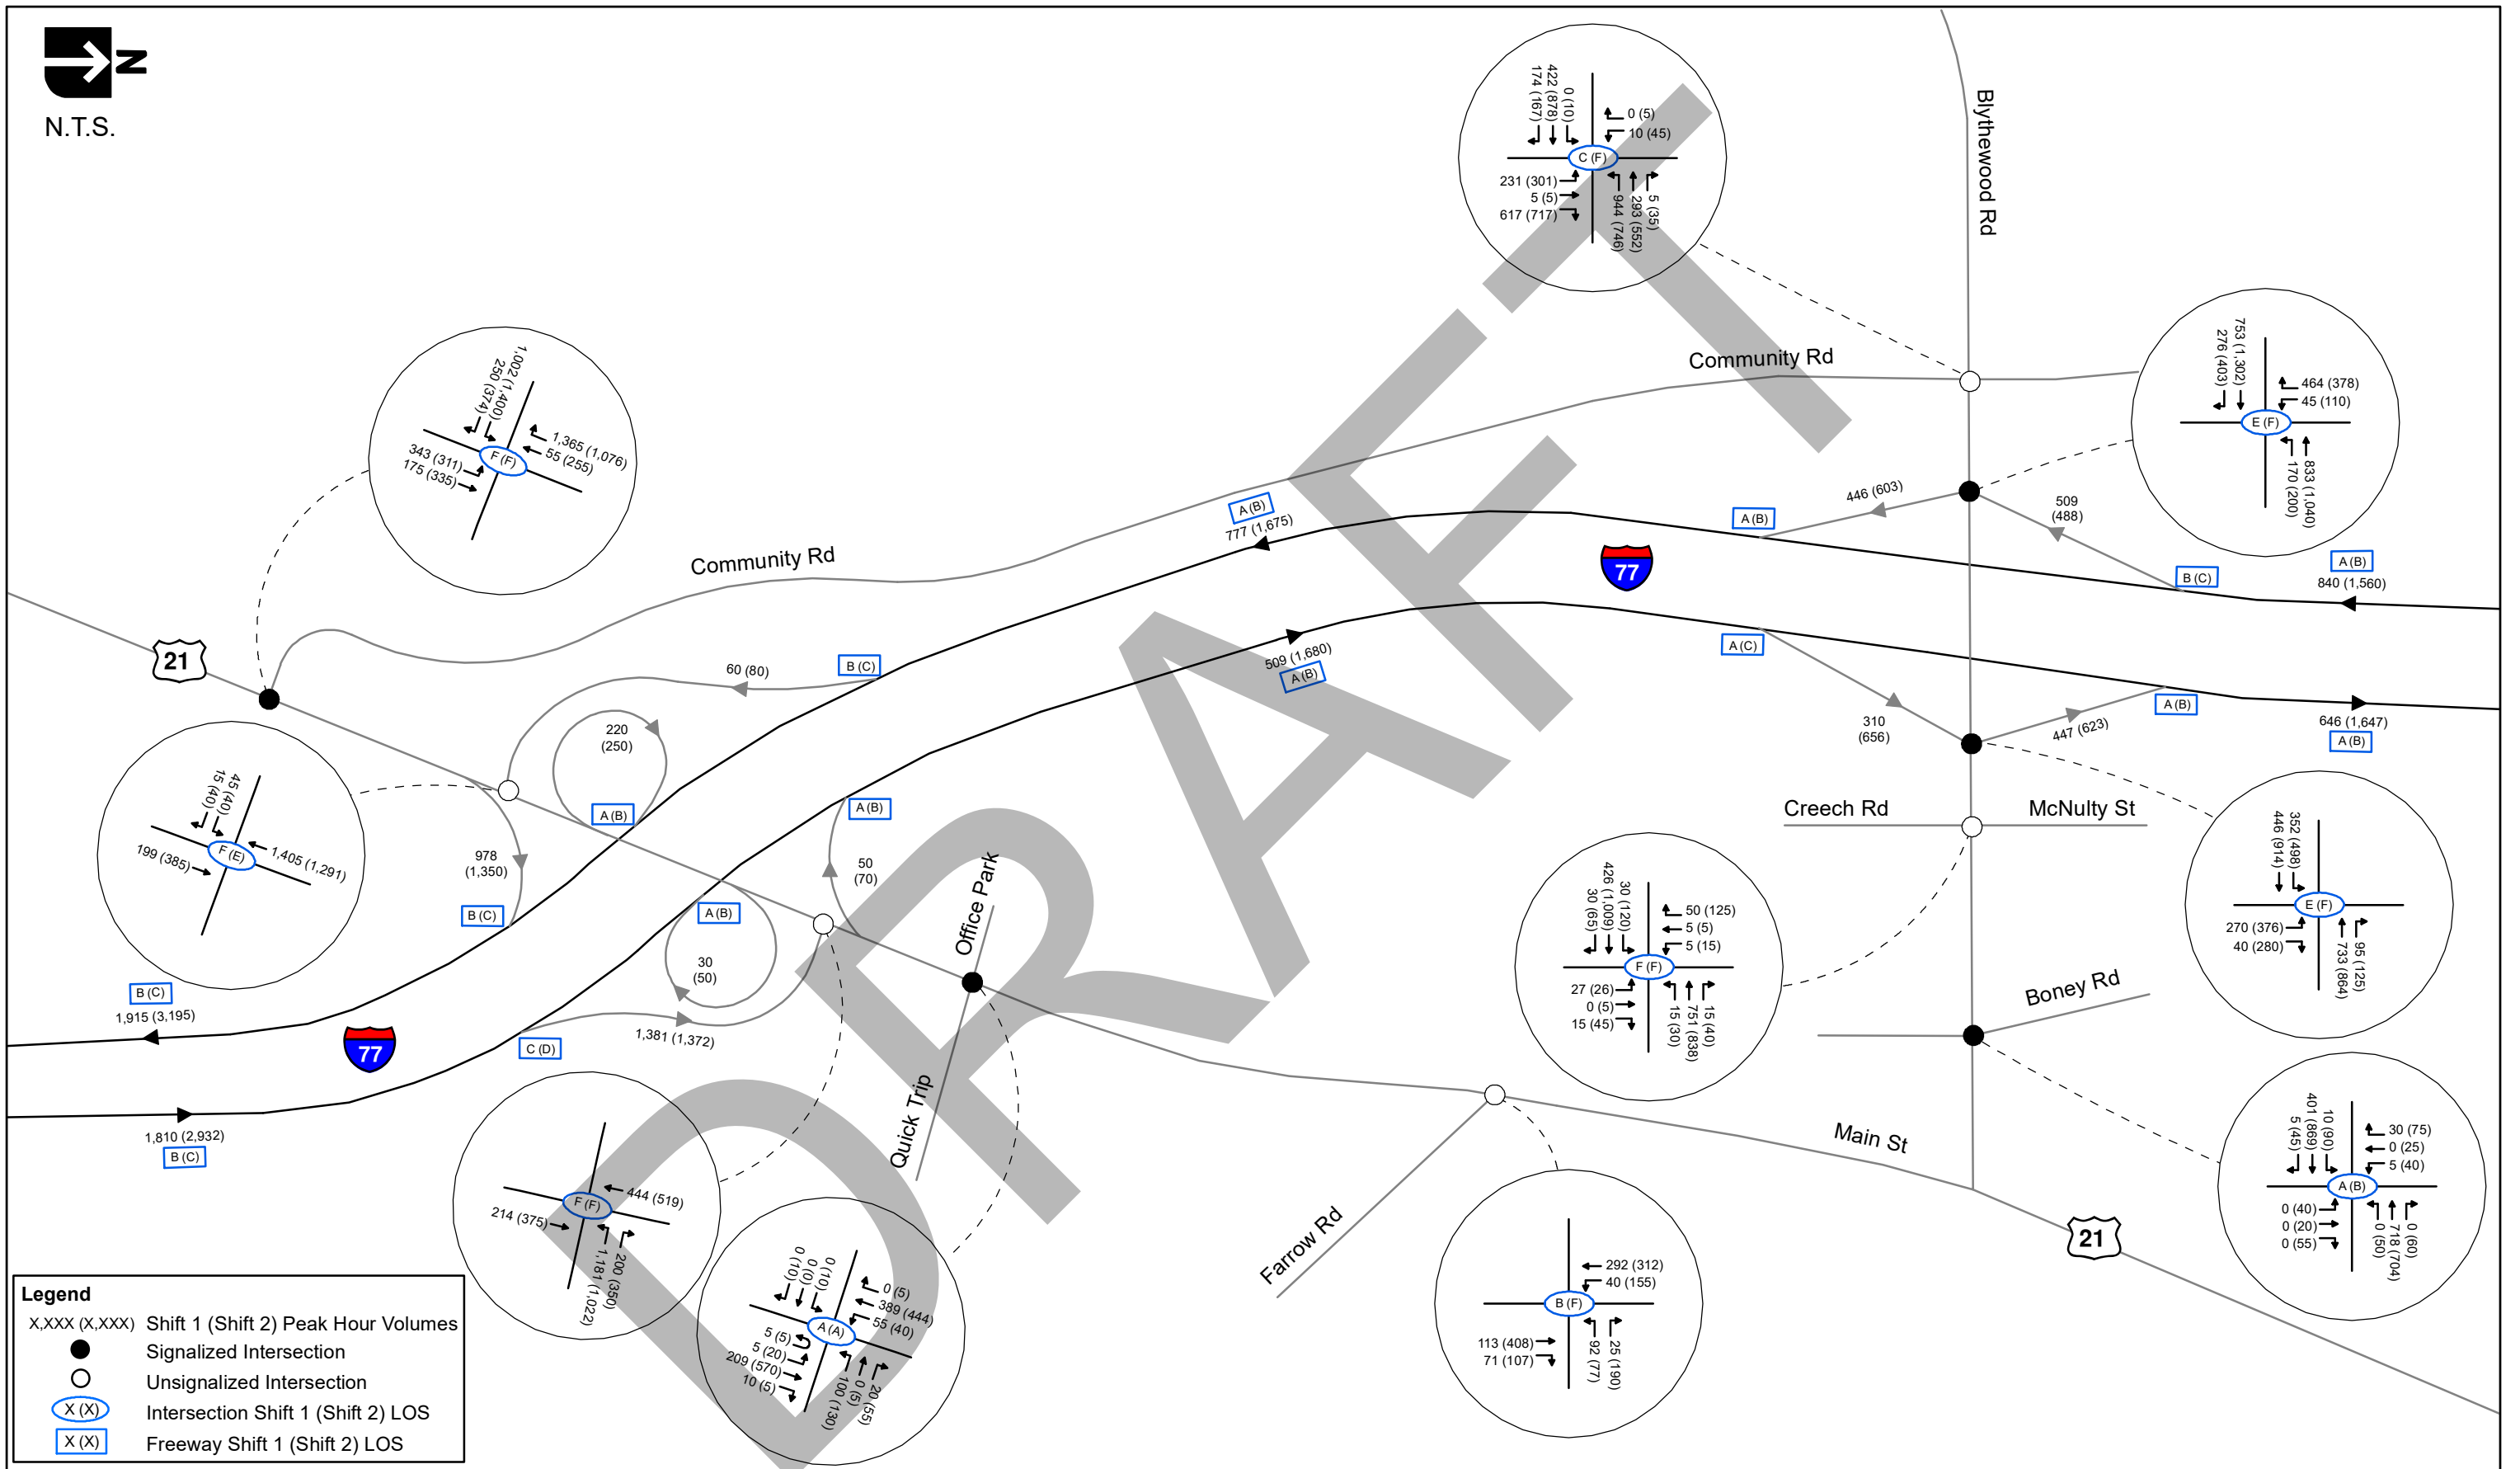 N
N.T.S.
0 (10)
422 (878)
174 (167)
0 (5)
10 (45)
C (F)
231 (301)
5 (5)
617 (717)
944 (746)
293 (552)
5 (35)
Blythewood Rd
Community Rd
753 (1,302)
276 (403)
464 (378)
45 (110)
E (F)
170 (200)
833 (1,040)
1,002 (1,400)
250 (374)
1,365 (1,076)
55 (255)
F (F)
343 (311)
175 (335)
A (B)
777 (1,675)
A (B)
446 (603)
509
(488)
A (B)
840 (1,560)
B (C)
77
Community Rd
21
60 (80)
B (C)
509 (1,680)
A (B)
A (C)
310
(656)
447 (623)
A (B)
646 (1,647)
A (B)
220
(250)
A (B)
A (B)
45 (40)
15 (40)
1,405 (1,291)
F (E)
199 (385)
978
(1,350)
B (C)
A (B)
50
(70)
Office Park
Creech Rd
McNulty St
352 (498)
446 (914)
E (F)
270 (376)
40 (280)
733 (864)
95 (125)
30 (120)
426 (1,009)
30 (65)
50 (125)
5 (5)
5 (15)
F (F)
27 (26)
0 (5)
15 (45)
15 (30)
751 (838)
15 (40)
30
(50)
B (C)
1,915 (3,195)
77
1,381 (1,372)
C (D)
Boney Rd
1,810 (2,932)
B (C)
Quick Trip
Main St
Farrow Rd
21
10 (90)
401 (869)
5 (45)
30 (75)
0 (25)
5 (40)
A (B)
0 (40)
0 (20)
0 (55)
0 (50)
718 (704)
0 (60)
444 (519)
F (F)
214 (375)
1,181 (1,022)
200 (350)
0 (10)
0 (0)
0 (10)
0 (5)
389 (444)
55 (40)
A (A)
5 (5)
5 (20)
209 (570)
10 (5)
100 (130)
0 (5)
20 (55)
292 (312)
40 (155)
B (F)
113 (408)
71 (107)
92 (77)
25 (190)
Legend
X,XXX (X,XXX) Shift 1 (Shift 2) Peak Hour Volumes
Signalized Intersection
Unsignalized Intersection
X (X) Intersection Shift 1 (Shift 2) LOS
X (X) Freeway Shift 1 (Shift 2) LOS
DRAFT